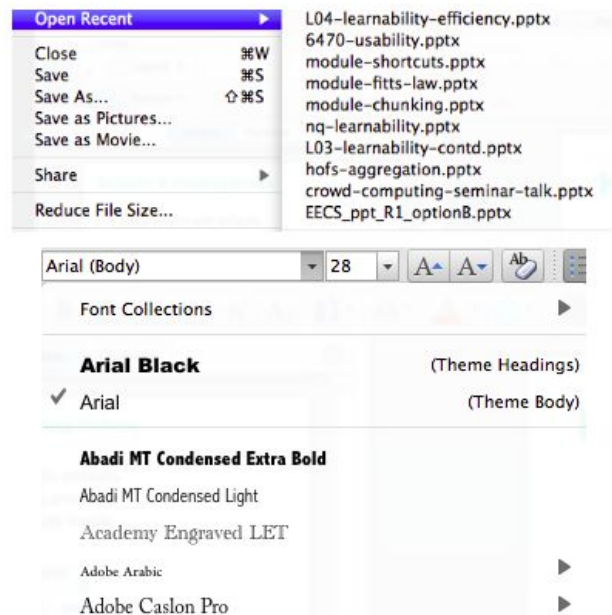 Open Recent
Close ⌘W
Save ⌘S
Save As... ⇧⌘S
Save as Pictures...
Save as Movie...
Share
Reduce File Size...
L04-learnability-efficiency.pptx
6470-usability.pptx
module-shortcuts.pptx
module-fitts-law.pptx
module-chunking.pptx
nq-learnability.pptx
L03-learnability-contd.pptx
hofs-aggregation.pptx
crowd-computing-seminar-talk.pptx
EECS_ppt_R1_optionB.pptx
Arial (Body) 28 A A Ab
Font Collections
Arial Black (Theme Headings)
✓ Arial (Theme Body)
Abadi MT Condensed Extra Bold
Abadi MT Condensed Light
Academy Engraved LET
Adobe Arabic
Adobe Caslon Pro